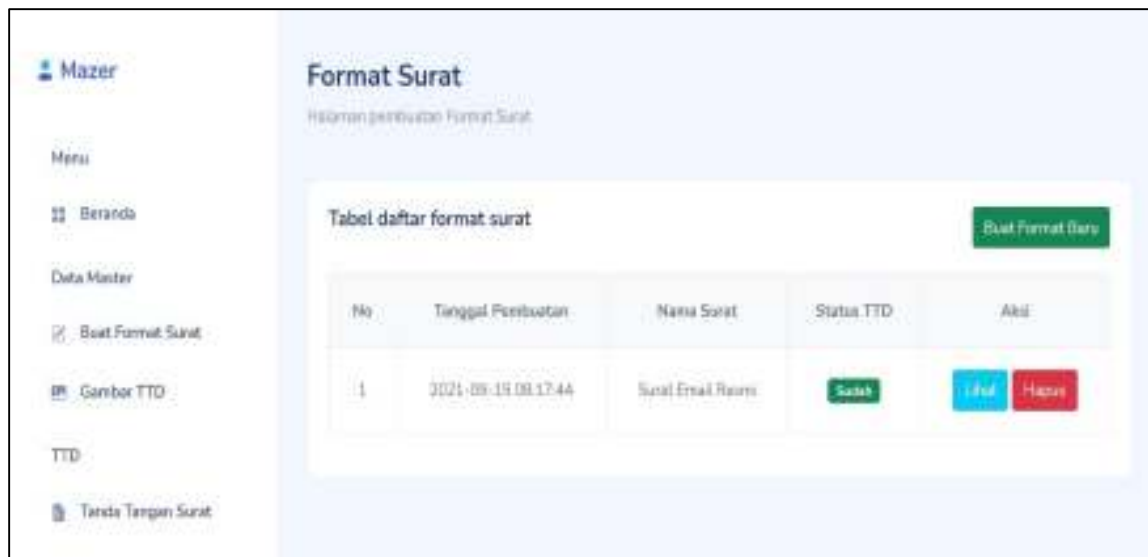 Mazer
Menu
Beranda
Data Master
Buat Format Surat
Gambar TTD
TTD
Tanda Tangan Surat
Format Surat
Halaman pembuatan Format Surat
Tabel daftar format surat
Buat Format Baru
No Tanggal Pembuatan Nama Surat Status TTD Aksi
1 Surat Email Resmi Sudah Lihat Hapus